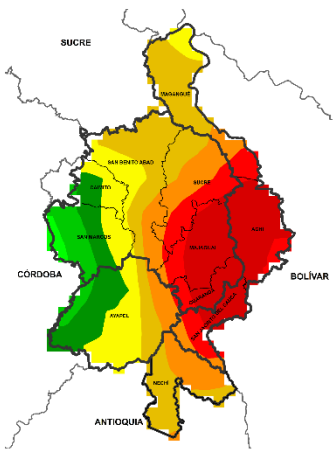 SUCRE
MAGANGUÉ
SAN BENITO ABAD
CAIMITO
SUCRE
SAN MARCOS
ACHÍ
MAJAGUAL
CÓRDOBA
BOLÍVAR
GUARANDA
AYAPEL
NECHÍ
ANTIOQUIA